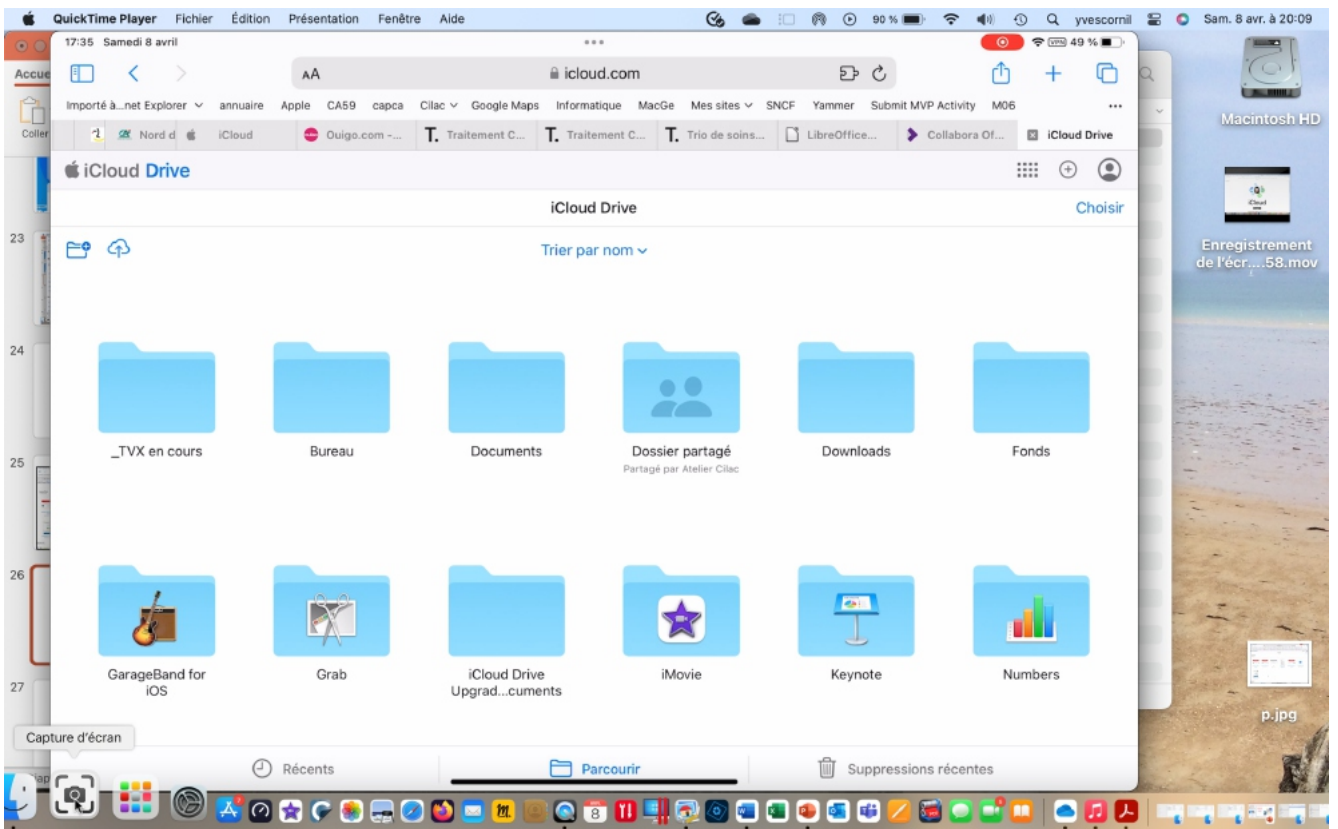 QuickTime Player Fichier Édition Présentation Fenêtre Aide 90 % yvescornil Sam. 8 avr. à 20:09
17:35 Samedi 8 avril VPN 49 %
Accue
AA icloud.com
Importé à...net Explorer annuaire Apple CA59 capca Cilac Google Maps Informatique MacGe Mes sites SNCF Yammer Submit MVP Activity M06
Coller
Nord d iCloud Ouigo.com -... T. Traitement C... T. Traitement C... T. Trio de soins... LibreOffice... Collabora Of... iCloud Drive
Macintosh HD
iCloud Drive
iCloud Drive
Choisir
iCloud
23
Trier par nom
Enregistrement
de l'écr....58.mov
24
_TVX en cours Bureau Documents Dossier partagé Downloads Fonds
Partagé par Atelier Cilac
25
26
GarageBand for
iOS
Grab
iCloud Drive
Upgrad...cuments
iMovie
Keynote
Numbers
27
p.jpg
Capture d'écran
Récents Parcourir Suppressions récentes
8